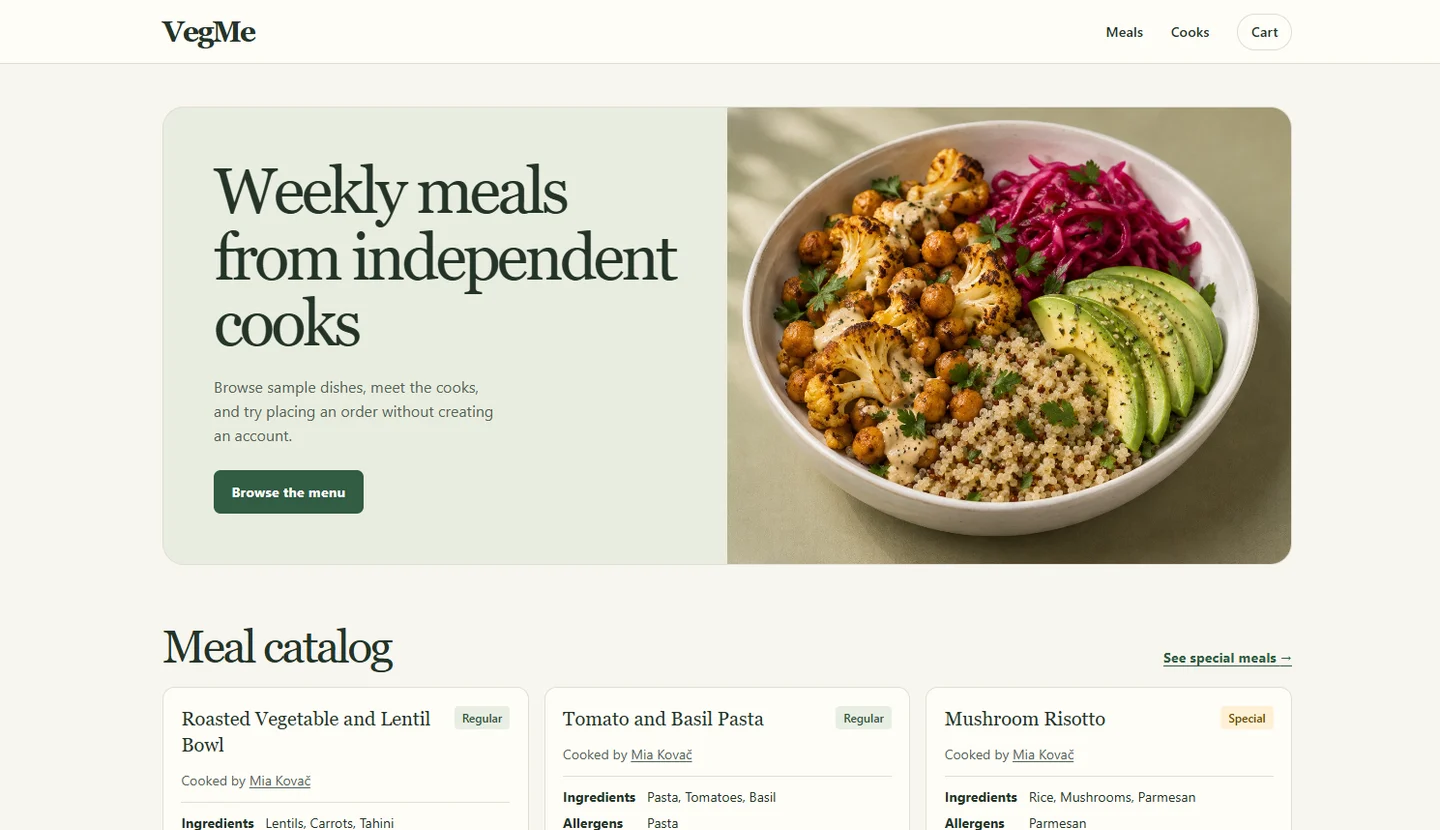 VegMe
Meals
Cooks
Cart
Weekly meals
from independent
cooks
Browse sample dishes, meet the cooks,
and try placing an order without creating
an account.
Browse the menu
Meal catalog
See special meals →
Roasted Vegetable and Lentil
Bowl
Regular
Cooked by Mia Kovač
Ingredients Lentils, Carrots, Tahini
Tomato and Basil Pasta
Regular
Cooked by Mia Kovač
Ingredients Pasta, Tomatoes, Basil
Allergens Pasta
Mushroom Risotto
Special
Cooked by Mia Kovač
Ingredients Rice, Mushrooms, Parmesan
Allergens Parmesan